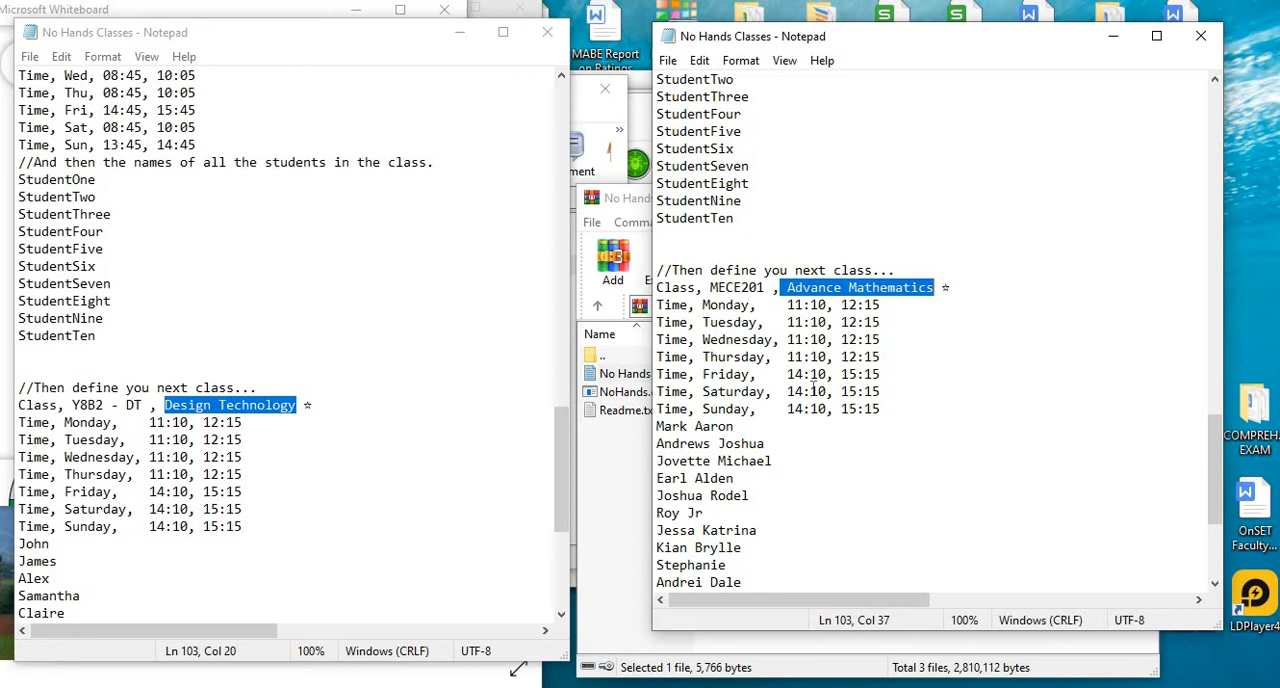 Microsoft Whiteboard
No Hands Classes - Notepad
File Edit Format View Help
Time, Wed, 08:45, 10:05
Time, Thu, 08:45, 10:05
Time, Fri, 14:45, 15:45
Time, Sat, 08:45, 10:05
Time, Sun, 13:45, 14:45
//And then the names of all the students in the class.
StudentOne
StudentTwo
StudentThree
StudentFour
StudentFive
StudentSix
StudentSeven
StudentEight
StudentNine
StudentTen
//Then define you next class...
Class, Y8B2 - DT , Design Technology ☆
Time, Monday, 11:10, 12:15
Time, Tuesday, 11:10, 12:15
Time, Wednesday, 11:10, 12:15
Time, Thursday, 11:10, 12:15
Time, Friday, 14:10, 15:15
Time, Saturday, 14:10, 15:15
Time, Sunday, 14:10, 15:15
John
James
Alex
Samantha
Claire
Ln 103, Col 20 100% Windows (CRLF) UTF-8
MABE Report
on Ratings
ment
No Hand
File Comma
Add
Name
..
No Hands
NoHands.
Readme.tx
Selected 1 file, 5,766 bytes Total 3 files, 2,810,112 bytes
No Hands Classes - Notepad
File Edit Format View Help
StudentTwo
StudentThree
StudentFour
StudentFive
StudentSix
StudentSeven
StudentEight
StudentNine
StudentTen
//Then define you next class...
Class, MECE201 , Advance Mathematics ☆
Time, Monday, 11:10, 12:15
Time, Tuesday, 11:10, 12:15
Time, Wednesday, 11:10, 12:15
Time, Thursday, 11:10, 12:15
Time, Friday, 14:10, 15:15
Time, Saturday, 14:10, 15:15
Time, Sunday, 14:10, 15:15
Mark Aaron
Andrews Joshua
Jovette Michael
Earl Alden
Joshua Rodel
Roy Jr
Jessa Katrina
Kian Brylle
Stephanie
Andrei Dale
Ln 103, Col 37 100% Windows (CRLF) UTF-8
COMPREH
EXAM
OnSET
Faculty...
LDPlayer4